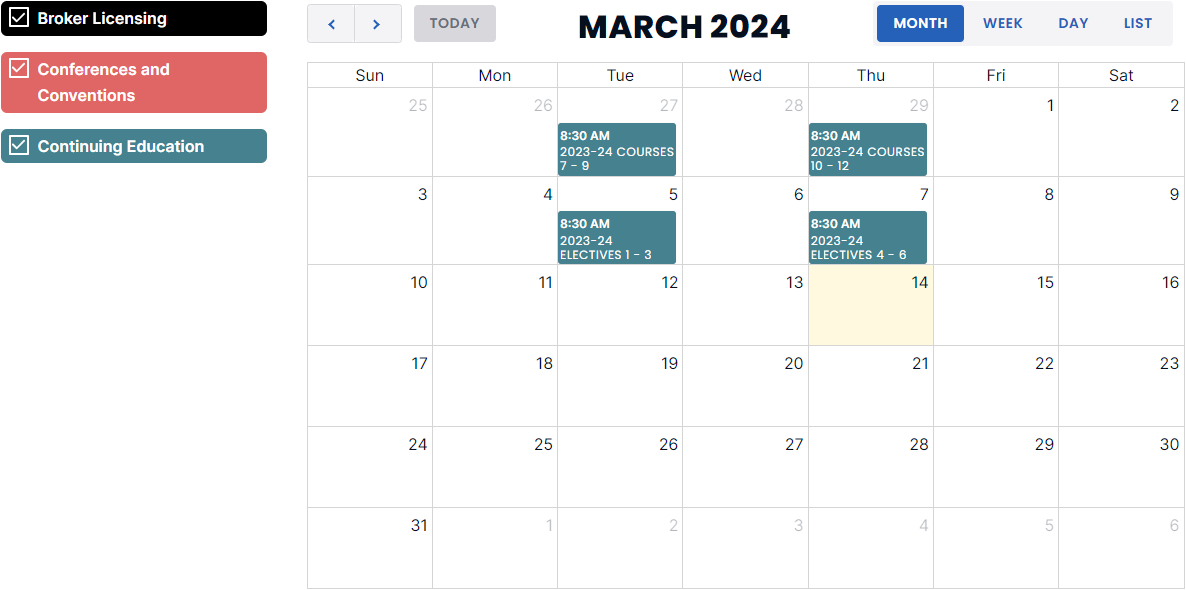 Broker Licensing
Conferences and
Conventions
Continuing Education
TODAY
MARCH 2024
MONTH WEEK DAY LIST
Sun Mon Tue Wed Thu Fri Sat
25 26 27 28 29 1 2
8:30 AM
2023-24 COURSES
7 - 9
8:30 AM
2023-24 COURSES
10 - 12
3 4 5 6 7 8 9
8:30 AM
2023-24
ELECTIVES 1 - 3
8:30 AM
2023-24
ELECTIVES 4 - 6
10 11 12 13 14 15 16
17 18 19 20 21 22 23
24 25 26 27 28 29 30
31 1 2 3 4 5 6